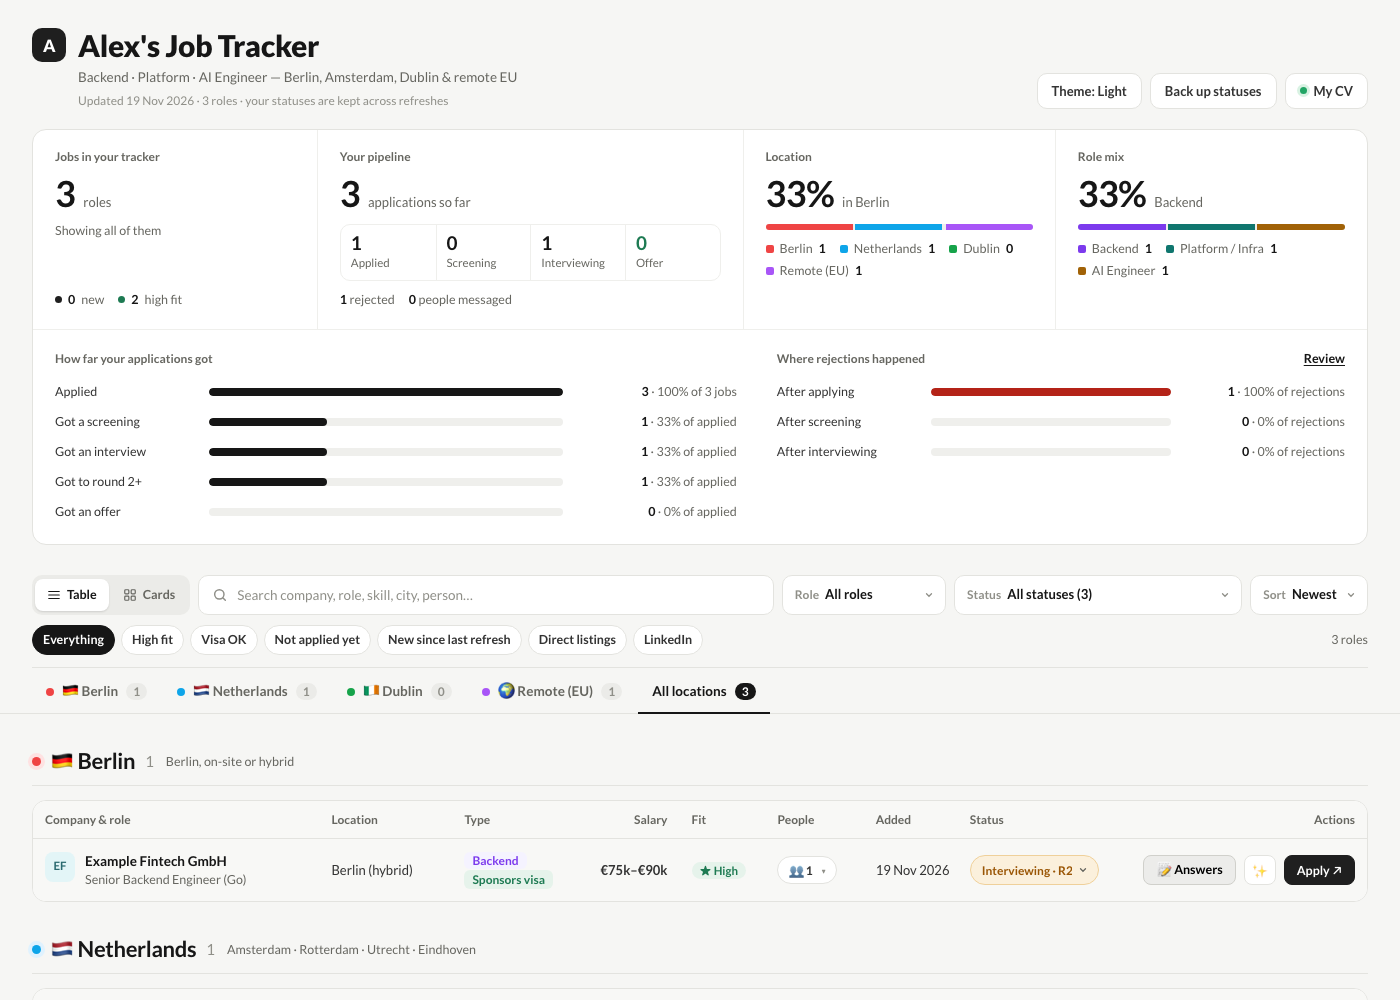 A
Alex's Job Tracker
Backend · Platform · AI Engineer — Berlin, Amsterdam, Dublin & remote EU
Updated 19 Nov 2026 · 3 roles · your statuses are kept across refreshes
Theme: Light
Back up statuses
My CV
Jobs in your tracker
3 roles
Showing all of them
0 new 2 high fit
Your pipeline
3 applications so far
1 0 1 0
Applied Screening Interviewing Offer
1 rejected 0 people messaged
Location
33% in Berlin
Berlin 1 Netherlands 1 Dublin 0
Remote (EU) 1
Role mix
33% Backend
Backend 1 Platform / Infra 1
AI Engineer 1
How far your applications got
Applied 3 · 100% of 3 jobs
Got a screening 1 · 33% of applied
Got an interview 1 · 33% of applied
Got to round 2+ 1 · 33% of applied
Got an offer 0 · 0% of applied
Where rejections happened Review
After applying 1 · 100% of rejections
After screening 0 · 0% of rejections
After interviewing 0 · 0% of rejections
Table Cards
Search company, role, skill, city, person...
Role All roles
Status All statuses (3)
Sort Newest
Everything High fit Visa OK Not applied yet New since last refresh Direct listings LinkedIn 3 roles
Berlin 1 Netherlands 1 Dublin 0 Remote (EU) 1 All locations 3
Berlin 1 Berlin, on-site or hybrid
Company & role Location Type Salary Fit People Added Status Actions
EF
Example Fintech GmbH
Senior Backend Engineer (Go)
Berlin (hybrid)
Backend
Sponsors visa
€75k–€90k
★ High
1
19 Nov 2026
Interviewing · R2
Answers
Apply ↗
Netherlands 1 Amsterdam · Rotterdam · Utrecht · Eindhoven